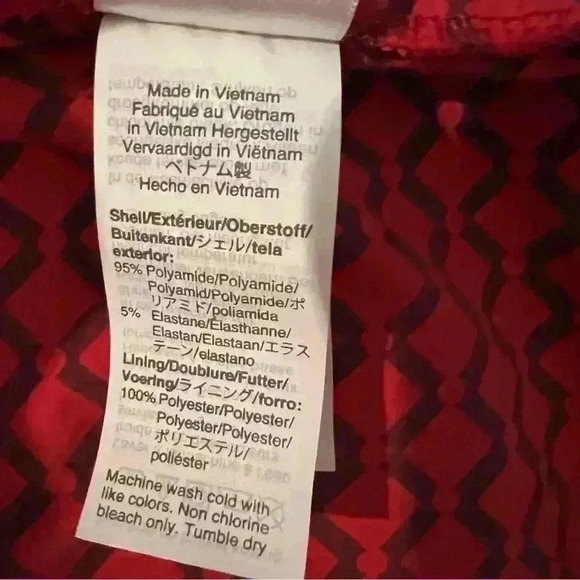 Made in Vietnam
Fabriqué au Vietnam
in Vietnam Hergestellt
Vervaardigd in Viëtnam
ベトナム製
Hecho en Vietnam
Shell/Extérieur/Oberstoff/
Buitenkant/シェル/tela
exterior:
95% Polyamide/Polyamide/
Polyamid/Polyamide/ポ
リアミド/poliamida
5% Elastane/Élasthanne/
Elastan/Elastaan/エラス
テーン/elastano
Lining/Doublure/Futter/
Voering/ライニング/forro:
100% Polyester/Polyester/
Polyester/Polyester/
ポリエステル/
poliéster
Machine wash cold with
like colors. Non chlorine
bleach only. Tumble dry